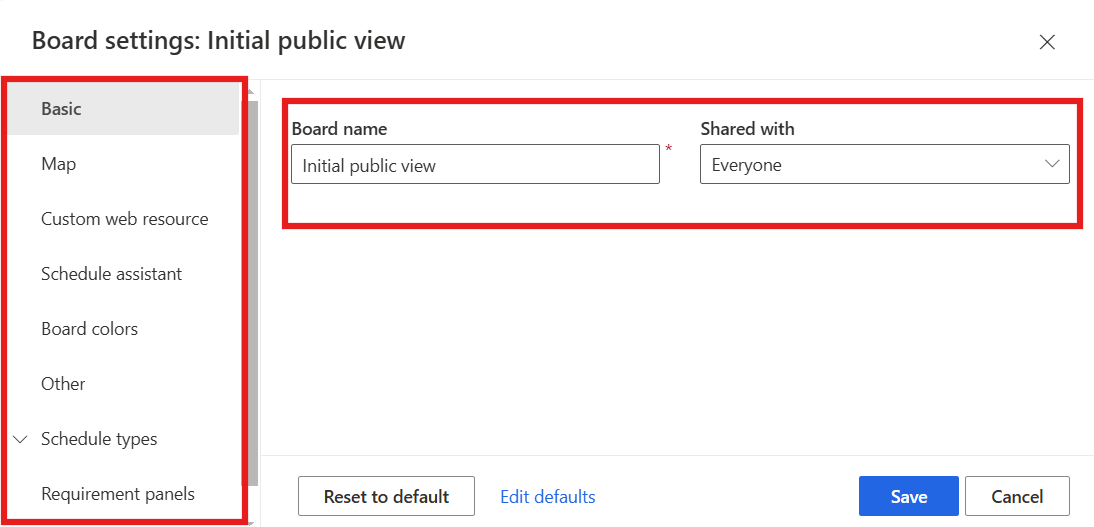 Board settings: Initial public view
Basic
Map
Custom web resource
Schedule assistant
Board colors
Other
Schedule types
Requirement panels
Board name
*
Shared with
Initial public view
Everyone
Reset to default
Edit defaults
Save
Cancel